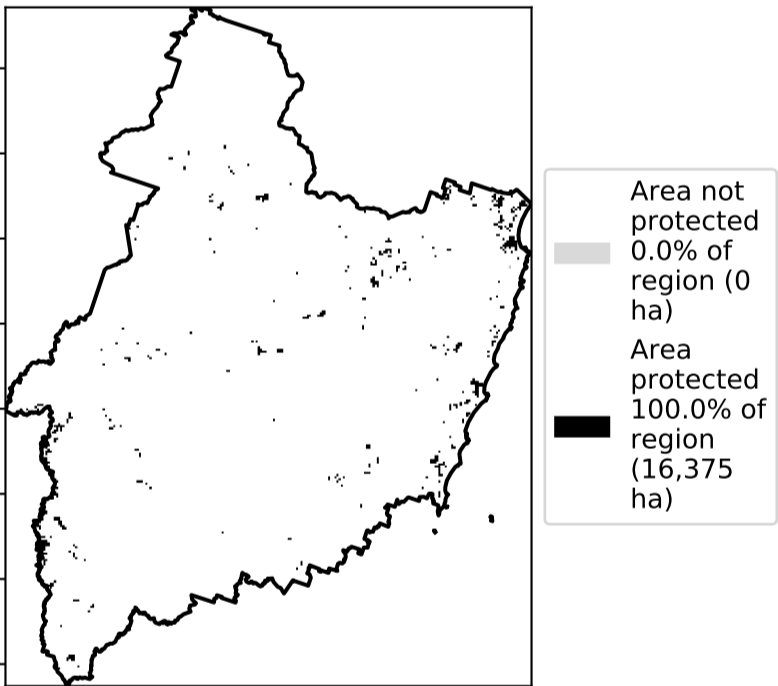 Area not
protected
0.0% of
region (0
ha)
Area
protected
100.0% of
region
(16,375
ha)